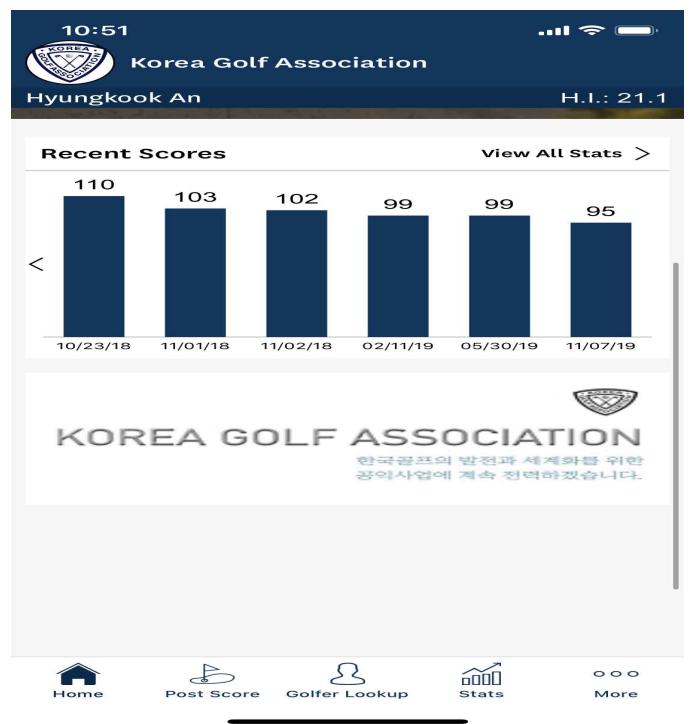 10:51
KOREA
GOLF ASSOCIATION
Korea Golf Association
Hyungkook An H.I.: 21.1
Recent Scores View All Stats >
110 103 102 99 99 95
<
10/23/18 11/01/18 11/02/18 02/11/19 05/30/19 11/07/19
KOREA GOLF ASSOCIATION
한국골프의 발전과 세계화를 위한
공익사업에 계속 전력하겠습니다.
Home Post Score Golfer Lookup Stats More